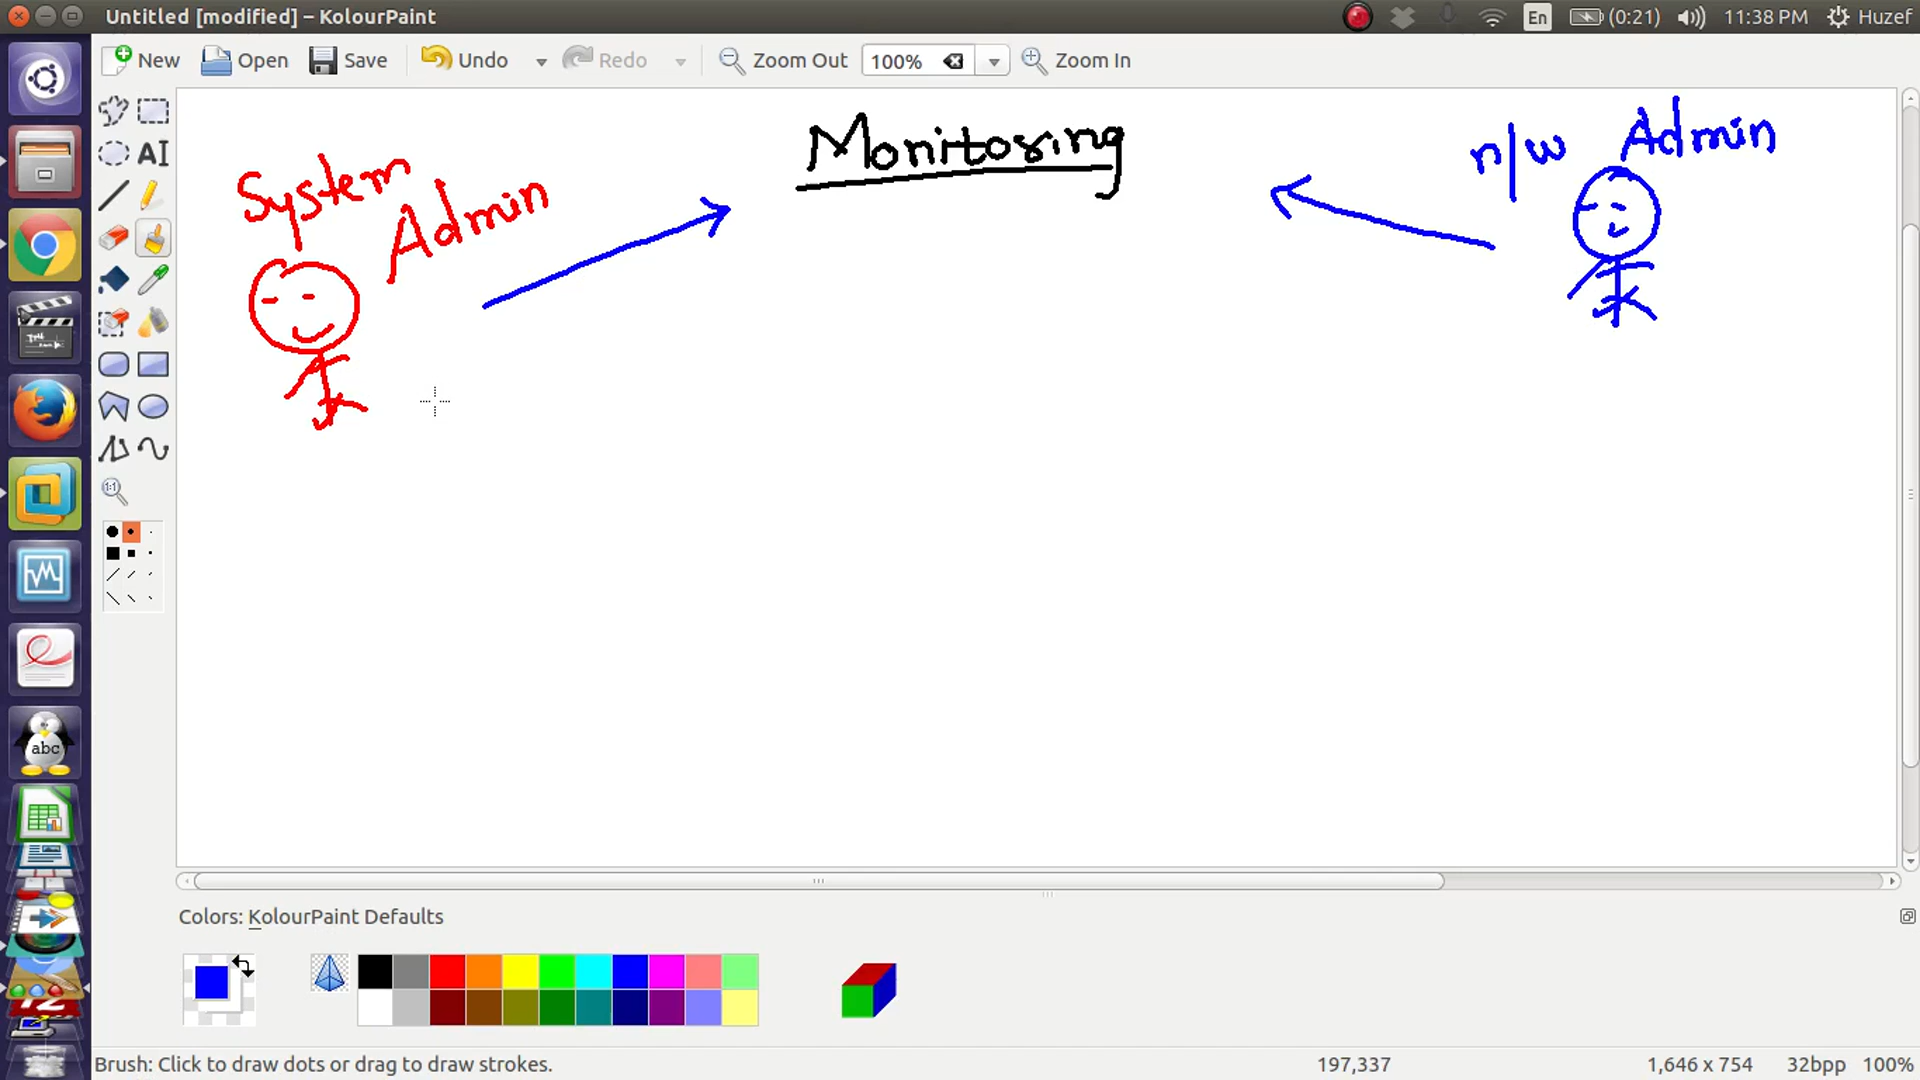 Untitled [modified] – KolourPaint
En
(0:21)
11:38 PM
Huzef
New
Open
Save
Undo
Redo
Zoom Out
100%
Zoom In
Monitoring
n/w Admin
System
Admin
abc
Colors: KolourPaint Defaults
Brush: Click to draw dots or drag to draw strokes.
197,337
1,646 x 754
32bpp
100%